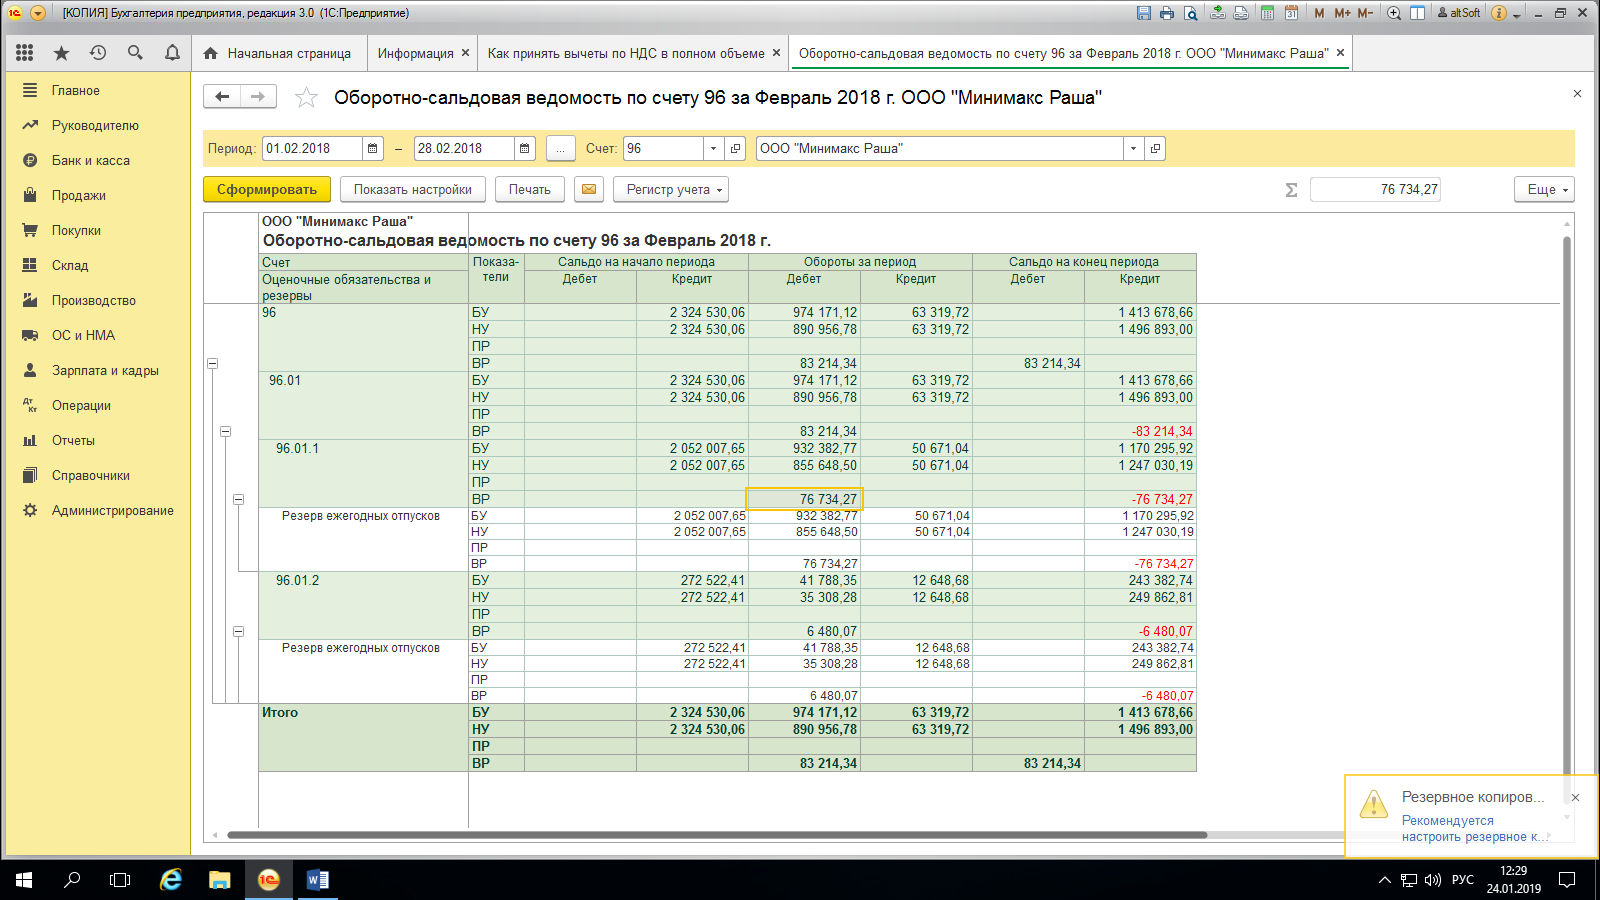 [КОПИЯ] Бухгалтерия предприятия, редакция 3.0 (1С:Предприятие)
M M+ M- altSoft
Начальная страница
Информация ×
Как принять вычеты по НДС в полном объеме ×
Оборотно-сальдовая ведомость по счету 96 за Февраль 2018 г. ООО "Минимакс Раша" ×
Главное
Руководителю
Банк и касса
Продажи
Покупки
Склад
Производство
ОС и НМА
Зарплата и кадры
Дт Кт Операции
Отчеты
Справочники
Администрирование
Оборотно-сальдовая ведомость по счету 96 за Февраль 2018 г. ООО "Минимакс Раша"
Период: 01.02.2018 – 28.02.2018 ... Счет: 96 ООО "Минимакс Раша"
Сформировать Показать настройки Печать Регистр учета Σ 76 734,27 Еще
ООО "Минимакс Раша"
Оборотно-сальдовая ведомость по счету 96 за Февраль 2018 г.
Счет Показа- Сальдо на начало периода Обороты за период Сальдо на конец периода
Оценочные обязательства и тели Дебет Кредит Дебет Кредит Дебет Кредит
резервы
96 БУ 2 324 530,06 974 171,12 63 319,72 1 413 678,66
НУ 2 324 530,06 890 956,78 63 319,72 1 496 893,00
ПР
ВР 83 214,34 83 214,34
96.01 БУ 2 324 530,06 974 171,12 63 319,72 1 413 678,66
НУ 2 324 530,06 890 956,78 63 319,72 1 496 893,00
ПР
ВР 83 214,34 -83 214,34
96.01.1 БУ 2 052 007,65 932 382,77 50 671,04 1 170 295,92
НУ 2 052 007,65 855 648,50 50 671,04 1 247 030,19
ПР
ВР 76 734,27 -76 734,27
Резерв ежегодных отпусков БУ 2 052 007,65 932 382,77 50 671,04 1 170 295,92
НУ 2 052 007,65 855 648,50 50 671,04 1 247 030,19
ПР
ВР 76 734,27 -76 734,27
96.01.2 БУ 272 522,41 41 788,35 12 648,68 243 382,74
НУ 272 522,41 35 308,28 12 648,68 249 862,81
ПР
ВР 6 480,07 -6 480,07
Резерв ежегодных отпусков БУ 272 522,41 41 788,35 12 648,68 243 382,74
НУ 272 522,41 35 308,28 12 648,68 249 862,81
ПР
ВР 6 480,07 -6 480,07
Итого БУ 2 324 530,06 974 171,12 63 319,72 1 413 678,66
НУ 2 324 530,06 890 956,78 63 319,72 1 496 893,00
ПР
ВР 83 214,34 83 214,34
Резервное копиров...
Рекомендуется
настроить резервное к...
РУС 12:29
24.01.2019